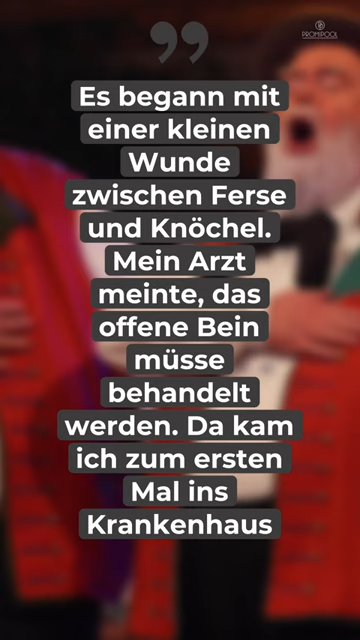 PROMIPOOL
Es begann mit
einer kleinen
Wunde
zwischen Ferse
und Knöchel.
Mein Arzt
meinte, das
offene Bein
müsse
behandelt
werden. Da kam
ich zum ersten
Mal ins
Krankenhaus